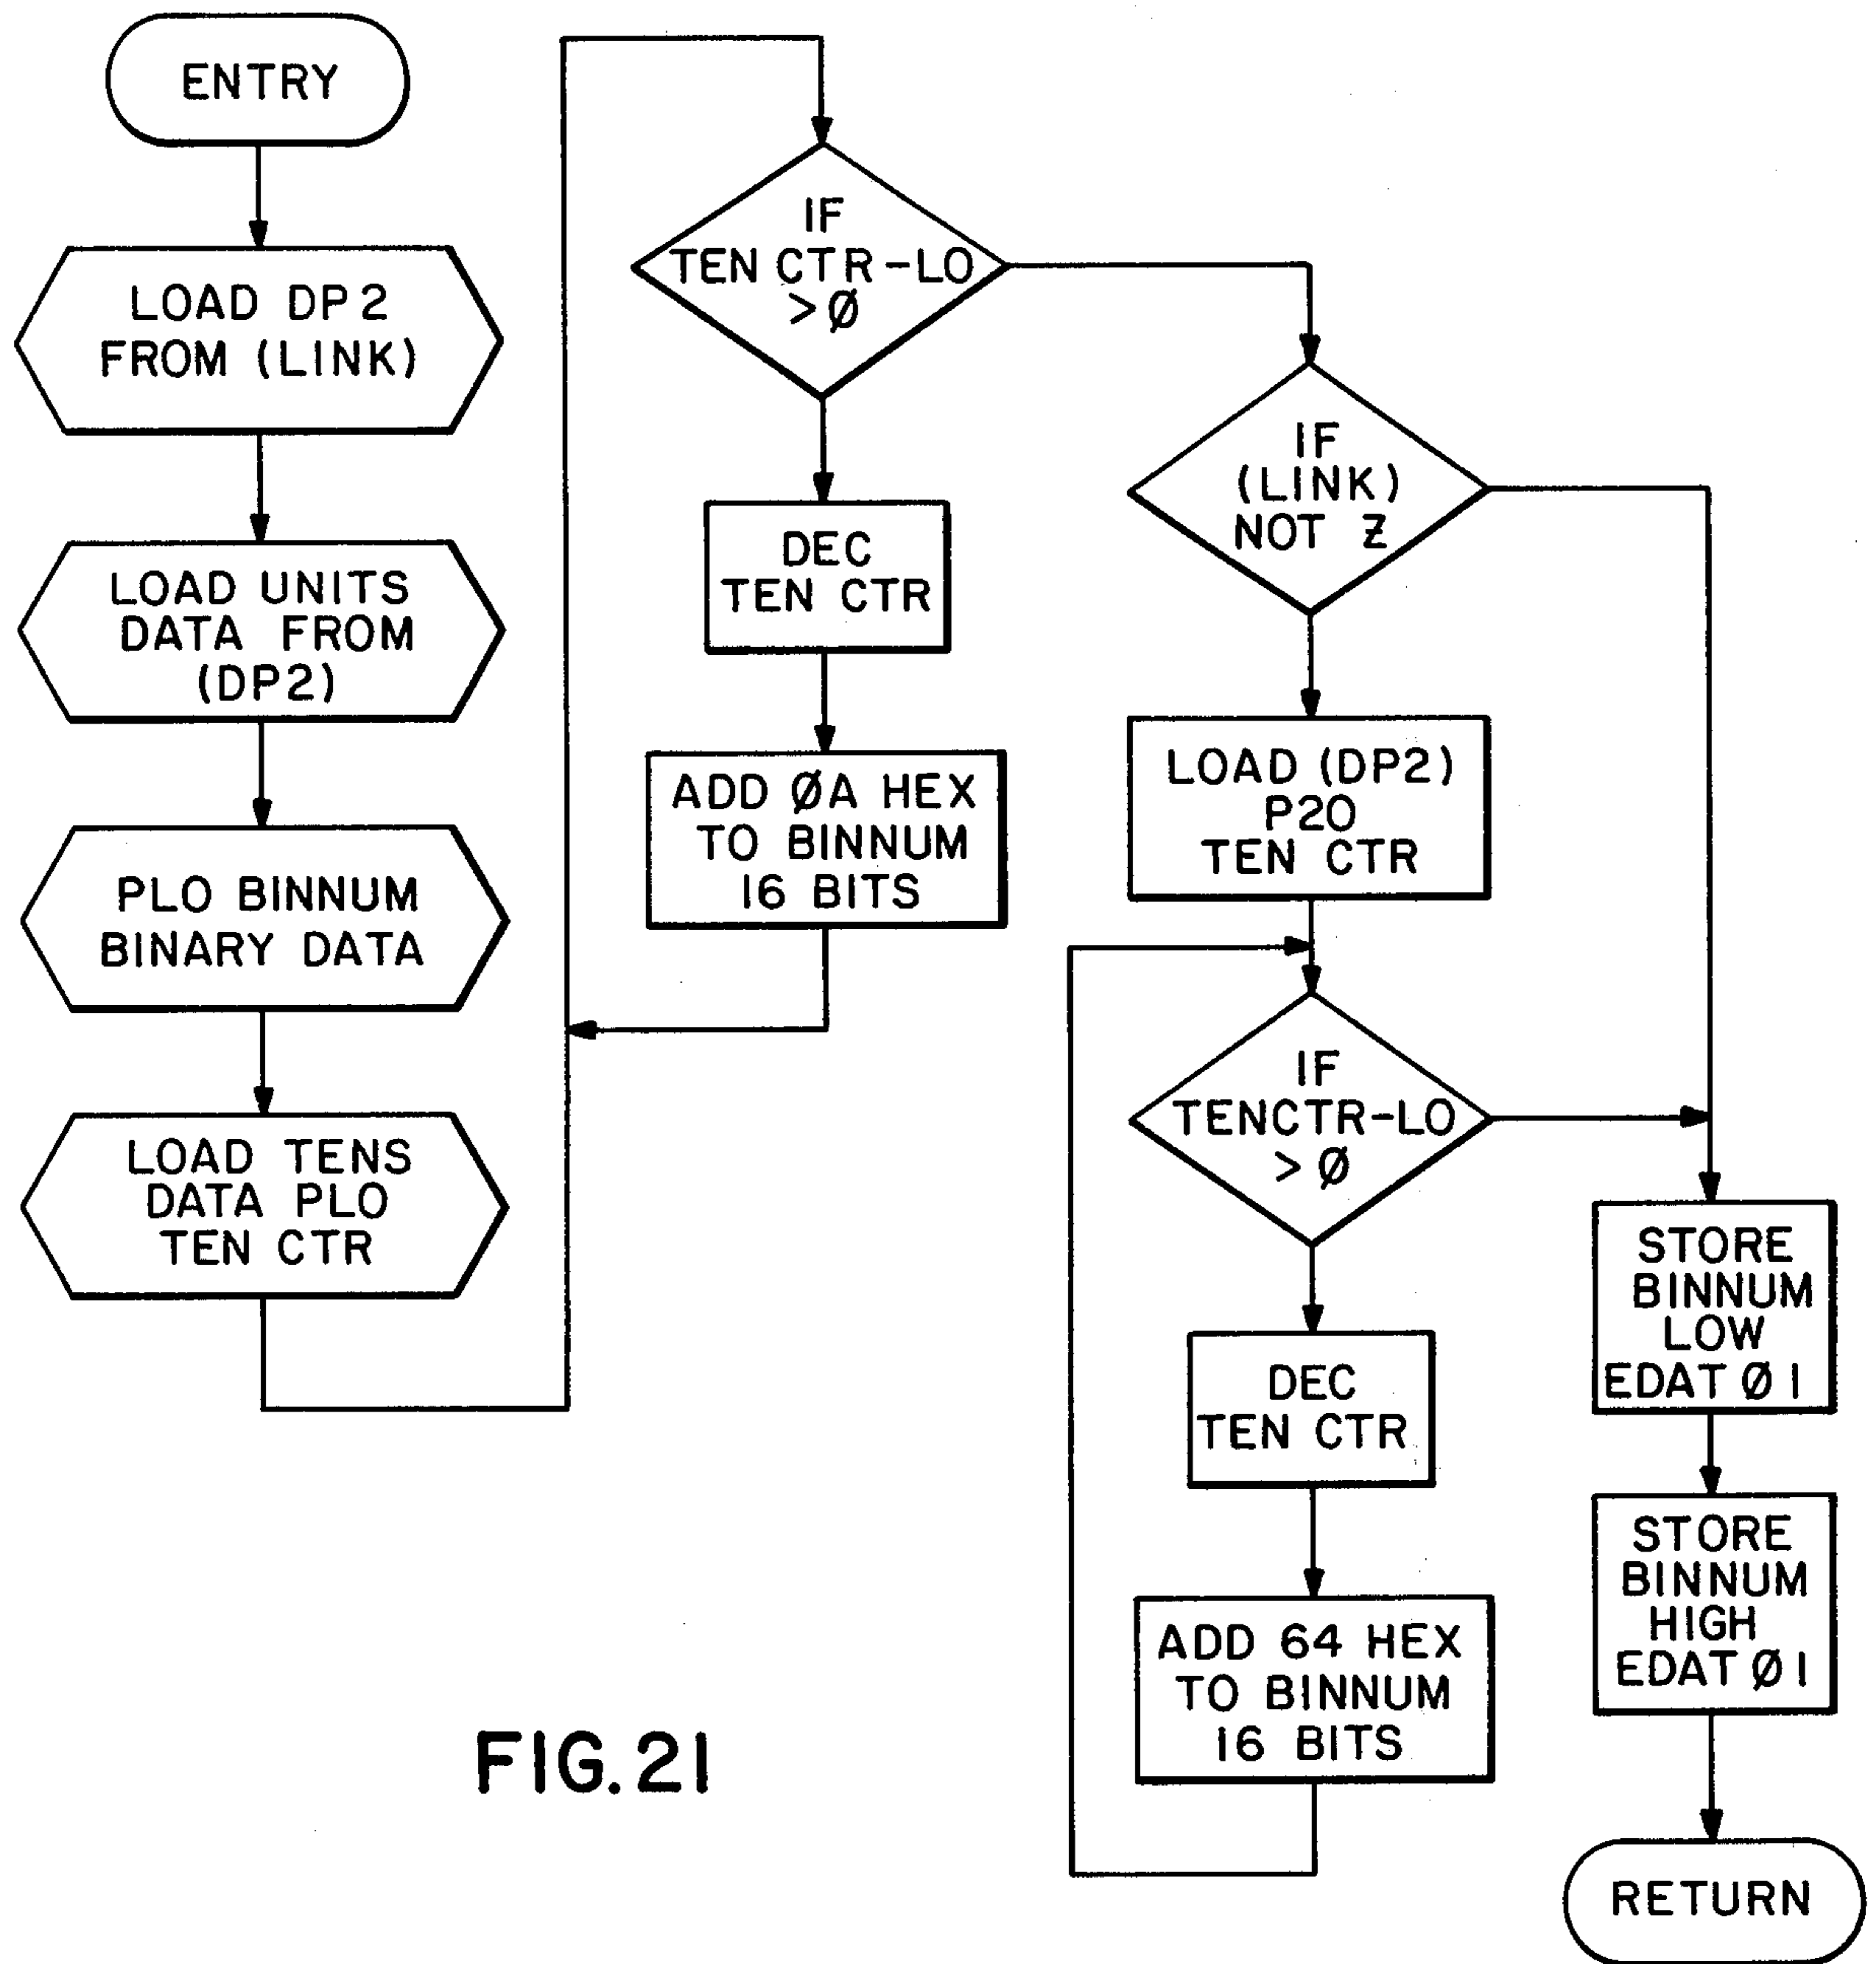 ENTRY
LOAD DP2
FROM (LINK)
LOAD UNITS
DATA FROM
(DP2)
PLO BINNUM
BINARY DATA
LOAD TENS
DATA PLO
TEN CTR
IF
TEN CTR-LO
>Ø
DEC
TEN CTR
ADD ØA HEX
TO BINNUM
16 BITS
IF
(LINK)
NOT Z
LOAD (DP2)
P20
TEN CTR
IF
TENCTR-LO
>Ø
DEC
TEN CTR
ADD 64 HEX
TO BINNUM
16 BITS
STORE
BINNUM
LOW
EDAT Ø1
STORE
BINNUM
HIGH
EDAT Ø1
RETURN
FIG. 21